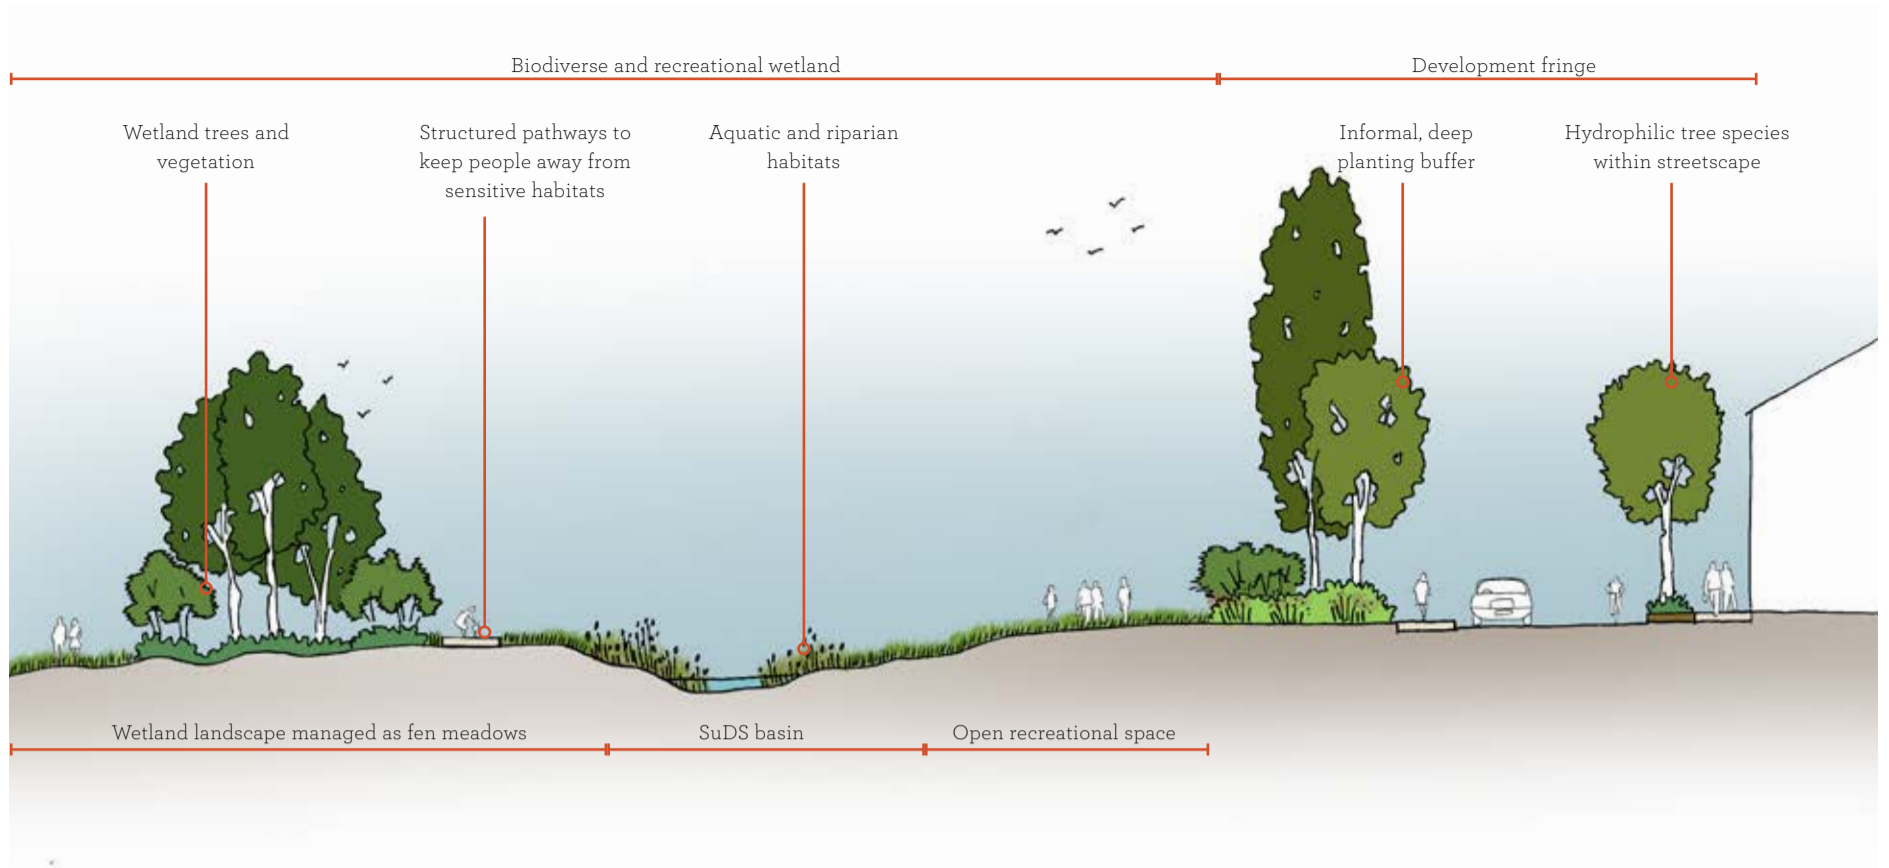 Biodiverse and recreational wetland
Development fringe
Wetland trees and
vegetation
Structured pathways to
keep people away from
sensitive habitats
Aquatic and riparian
habitats
Informal, deep
planting buffer
Hydrophilic tree species
within streetscape
Wetland landscape managed as fen meadows
SuDS basin
Open recreational space